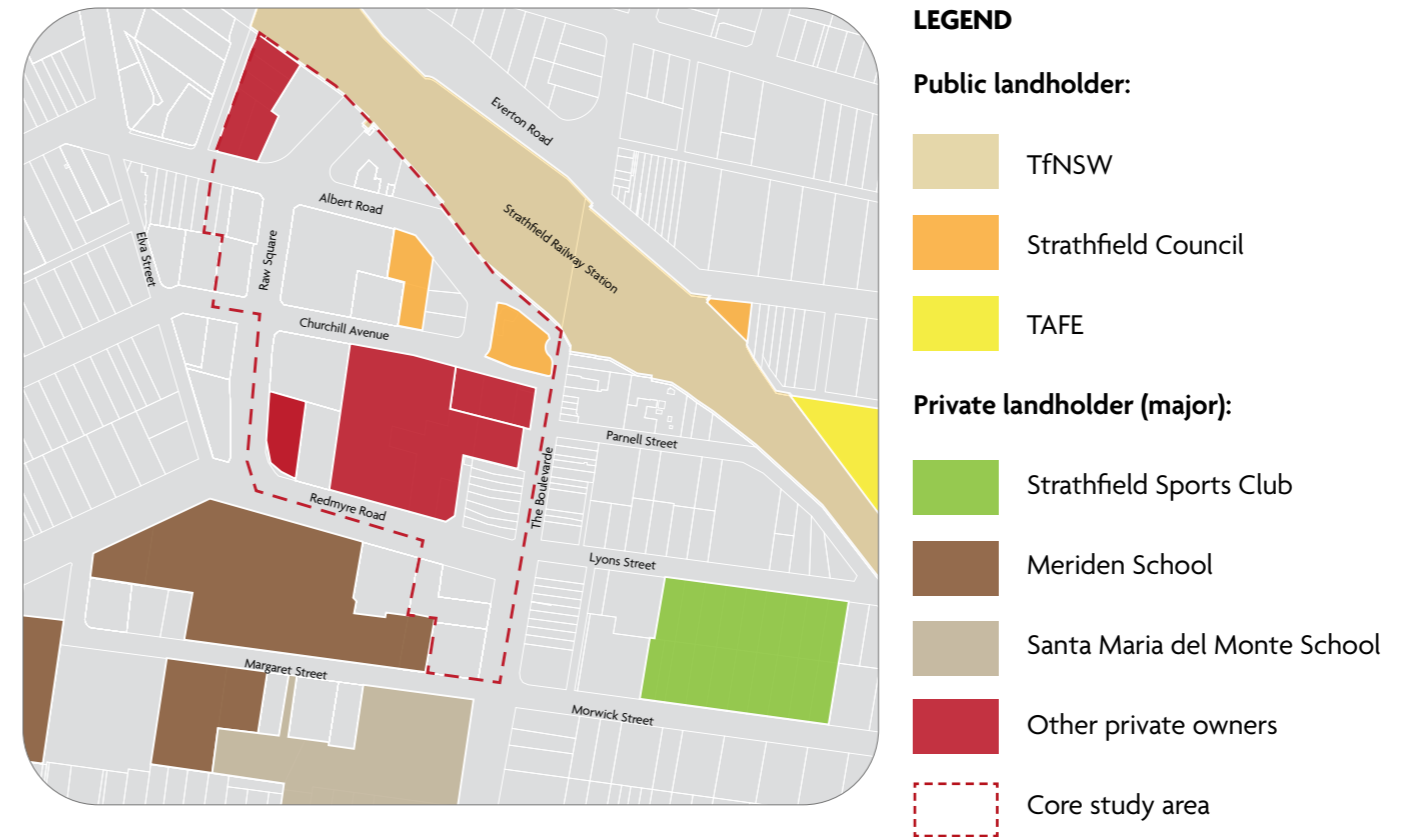 LEGEND
Public landholder:
TfNSW
Strathfield Council
TAFE
Private landholder (major):
Strathfield Sports Club
Meriden School
Santa Maria del Monte School
Other private owners
Core study area
Everton Road
Strathfield Railway Station
Albert Road
Elva Street
Raw Square
Churchill Avenue
Parnell Street
The Boulevarde
Redmyre Road
Lyons Street
Margaret Street
Morwick Street